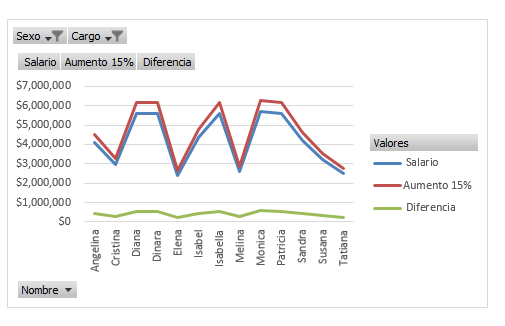 Sexo Cargo
Salario Aumento 15% Diferencia
$7,000,000
$6,000,000
$5,000,000
$4,000,000
$3,000,000
$2,000,000
$1,000,000
$0
Angelina
Cristina
Diana
Dinara
Elena
Isabel
Isabella
Melina
Monica
Patricia
Sandra
Susana
Tatiana
Valores
Salario
Aumento 15%
Diferencia
Nombre